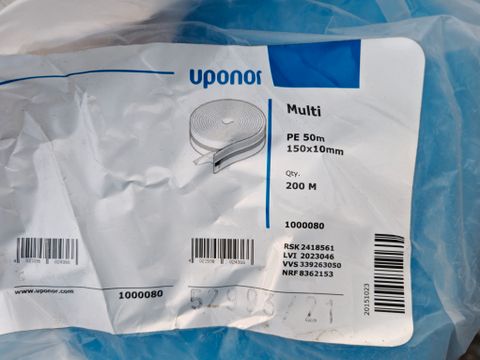 uponor
Multi
PE 50m
150x10mm
Qty.
200 M
1000080
RSK 2418561
LVI 2023046
VVS 339263050
NRF 8362153
20151023
www.uponor.com
1000080